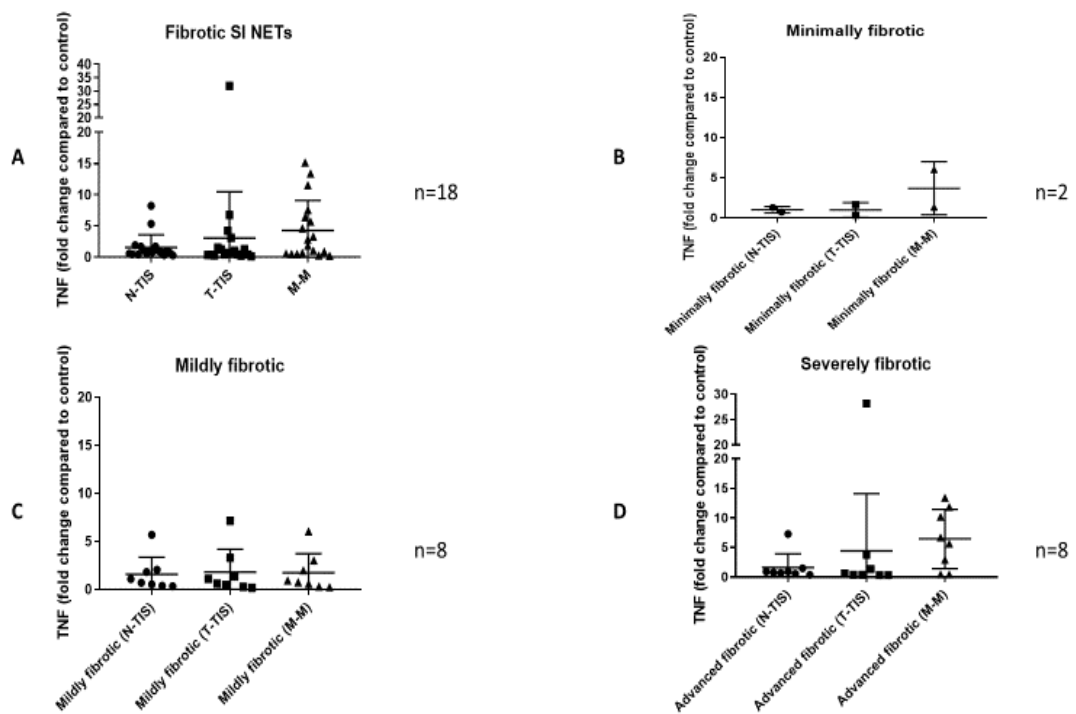 Fibrotic SI NETs
A
TNF (fold change compared to control)
40
35
30
25
20
20
15
10
5
0
N-TIS
T-TIS
M-M
n=18
Minimally fibrotic
B
TNF (fold change compared to control)
20
15
10
5
0
Minimally fibrotic (N-TIS)
Minimally fibrotic (T-TIS)
Minimally fibrotic (M-M)
n=2
Mildly fibrotic
C
TNF (fold change compared to control)
20
15
10
5
0
Mildly fibrotic (N-TIS)
Mildly fibrotic (T-TIS)
Mildly fibrotic (M-M)
n=8
Severely fibrotic
D
TNF (fold change compared to control)
30
25
20
20
15
10
5
0
Advanced fibrotic (N-TIS)
Advanced fibrotic (T-TIS)
Advanced fibrotic (M-M)
n=8